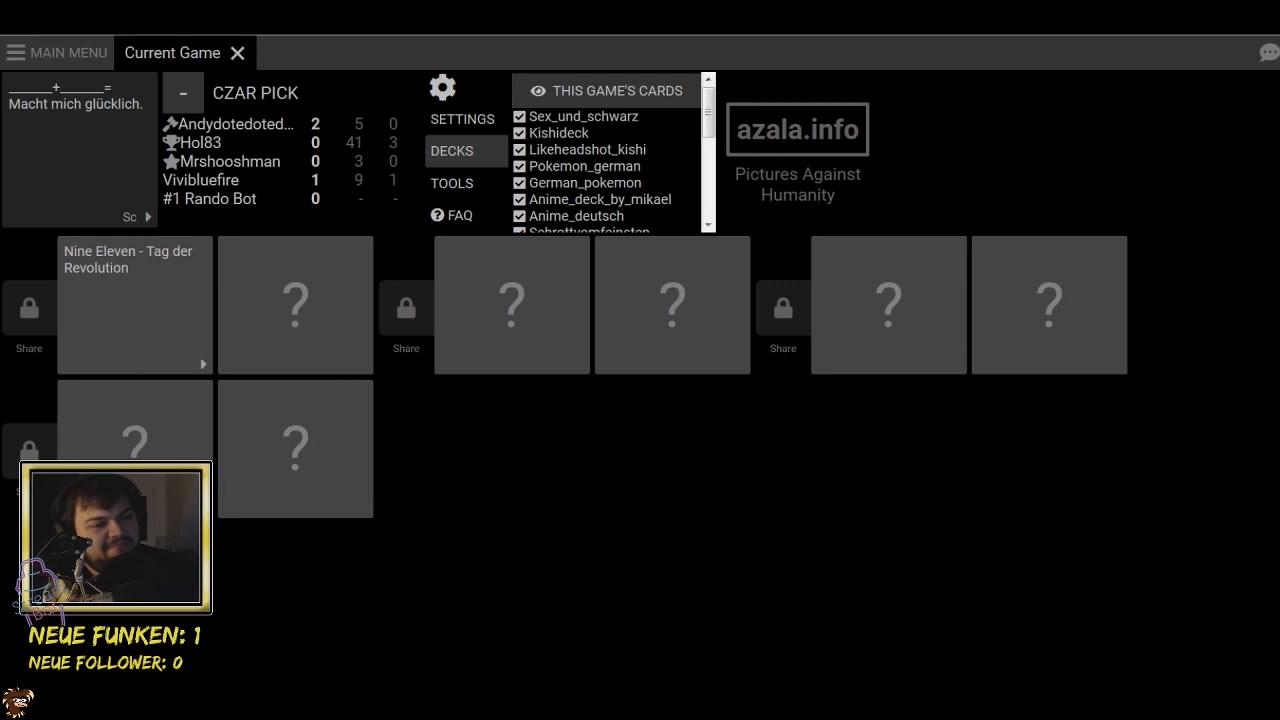 MAIN MENU
Current Game
______+______=
Macht mich glücklich.
Sc
- CZAR PICK
Andydotedoted... 2 5 0
Hol83 0 41 3
Mrshooshman 0 3 0
Vivibluefire 1 9 1
#1 Rando Bot 0 - -
SETTINGS
DECKS
TOOLS
FAQ
THIS GAME'S CARDS
Sex_und_schwarz
Kishideck
Likeheadshot_kishi
Pokemon_german
German_pokemon
Anime_deck_by_mikael
Anime_deutsch
Schrottvomfeinsten
azala.info
Pictures Against
Humanity
Nine Eleven - Tag der
Revolution
?
?
?
?
?
Share
Share
Share
?
?
NEUE FUNKEN: 1
NEUE FOLLOWER: 0